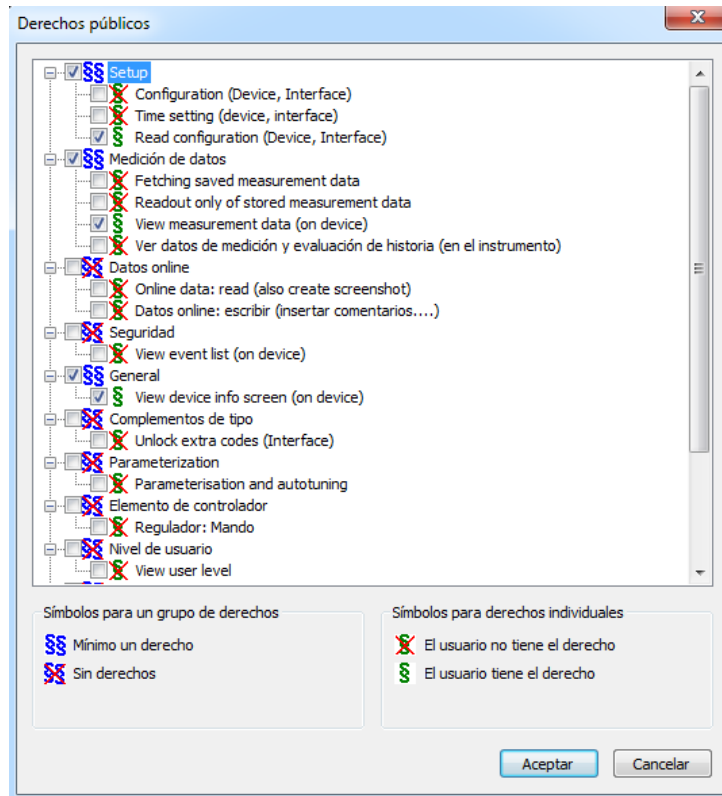 Derechos públicos
Setup
Configuration (Device, Interface)
Time setting (device, interface)
Read configuration (Device, Interface)
Medición de datos
Fetching saved measurement data
Readout only of stored measurement data
View measurement data (on device)
Ver datos de medición y evaluación de historia (en el instrumento)
Datos online
Online data: read (also create screenshot)
Datos online: escribir (insertar comentarios....)
Seguridad
View event list (on device)
General
View device info screen (on device)
Complementos de tipo
Unlock extra codes (Interface)
Parameterization
Parameterisation and autotuning
Elemento de controlador
Regulador: Mando
Nivel de usuario
View user level
Símbolos para un grupo de derechos
Mínimo un derecho
Sin derechos
Símbolos para derechos individuales
El usuario no tiene el derecho
El usuario tiene el derecho
Aceptar
Cancelar